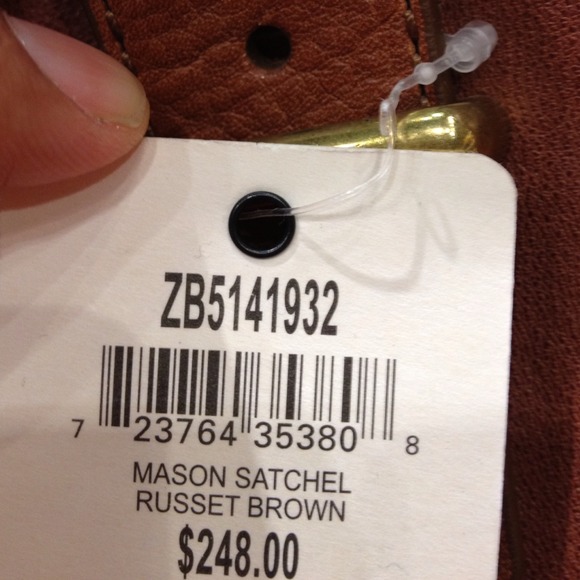 ZB5141932
7 23764 35380 8
MASON SATCHEL
RUSSET BROWN
$248.00